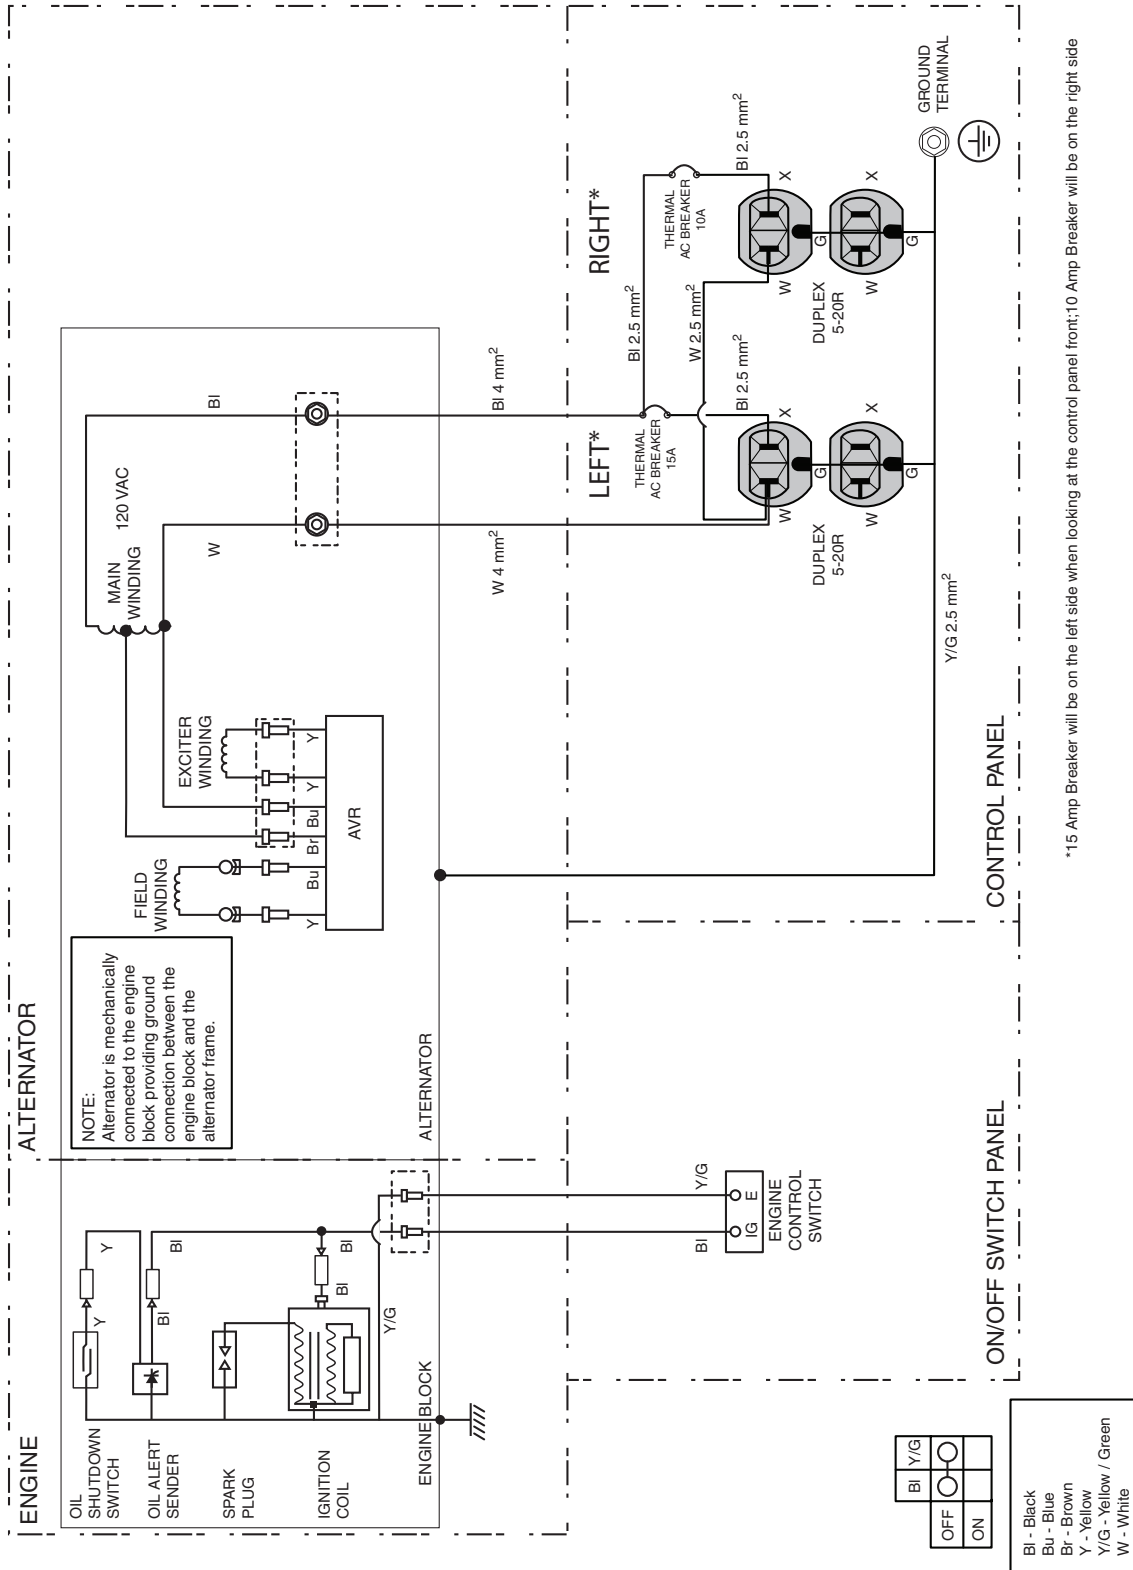 ENGINE
ALTERNATOR
NOTE:
Alternator is mechanically
connected to the engine
block providing ground
connection between the
engine block and the
alternator frame.
OIL
SHUTDOWN
SWITCH
Y
Y
OIL ALERT
SENDER
Bl
Bl
SPARK
PLUG
IGNITION
COIL
Bl
Bl
Y/G
ENGINE BLOCK
ALTERNATOR
FIELD
WINDING
EXCITER
WINDING
Y
Bu
Br
Bu
Y
Y
AVR
MAIN
WINDING
120 VAC
W
Bl
W 4 mm²
Bl 4 mm²
Bl
Y/G
IG
E
ENGINE
CONTROL
SWITCH
ON/OFF SWITCH PANEL
LEFT*
THERMAL
AC BREAKER
15A
RIGHT*
THERMAL
AC BREAKER
10A
Bl 2.5 mm²
W 2.5 mm²
Bl 2.5 mm²
Bl 2.5 mm²
W
X
G
W
X
G
DUPLEX
5-20R
W
X
G
W
X
G
DUPLEX
5-20R
GROUND
TERMINAL
Y/G 2.5 mm²
CONTROL PANEL
Bl Y/G
OFF
ON
Bl - Black
Bu - Blue
Br - Brown
Y - Yellow
Y/G - Yellow / Green
W - White
*15 Amp Breaker will be on the left side when looking at the control panel front;10 Amp Breaker will be on the right side